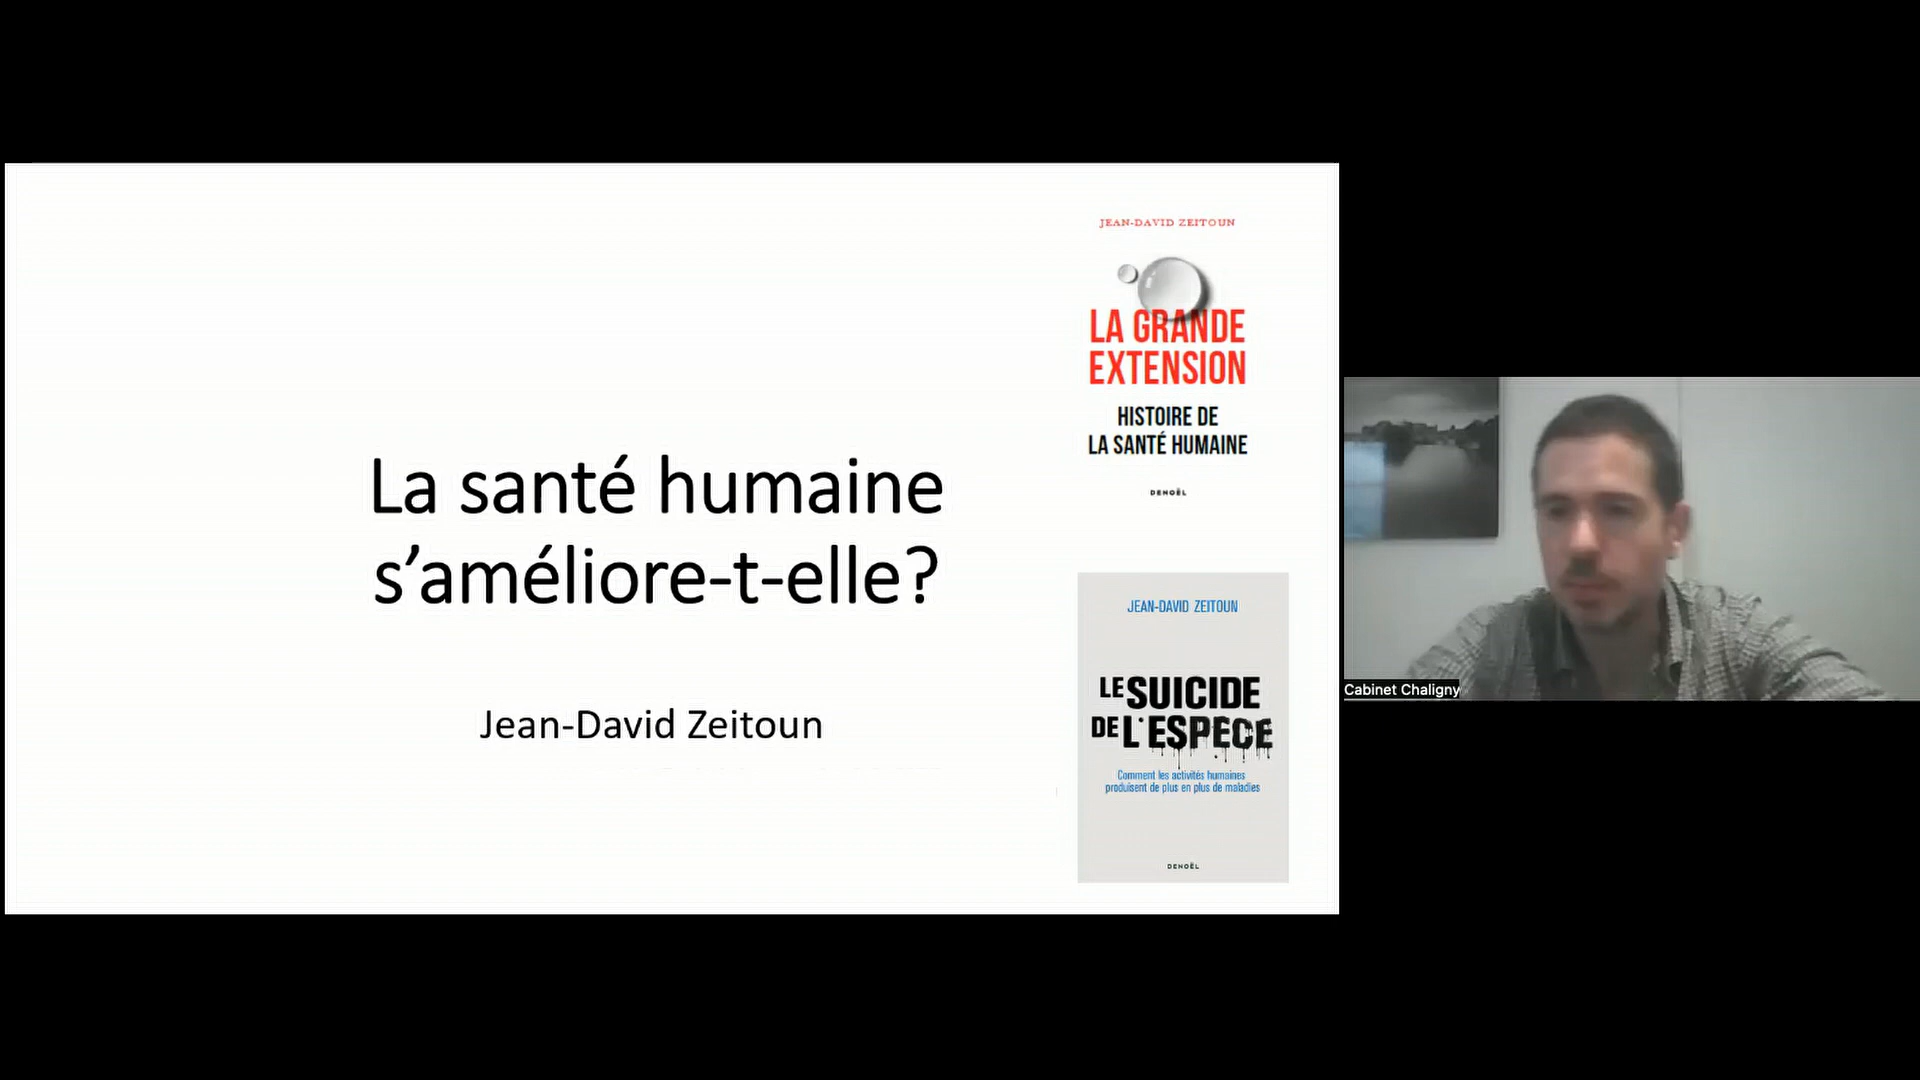 La santé humaine
s’améliore-t-elle?
Jean-David Zeitoun
JEAN-DAVID ZEITOUN
LA GRANDE
EXTENSION
HISTOIRE DE
LA SANTÉ HUMAINE
DENOËL
JEAN-DAVID ZEITOUN
LE SUICIDE
DE L'ESPÈCE
Comment les activités humaines
produisent de plus en plus de maladies
DENOËL
Cabinet Chaligny